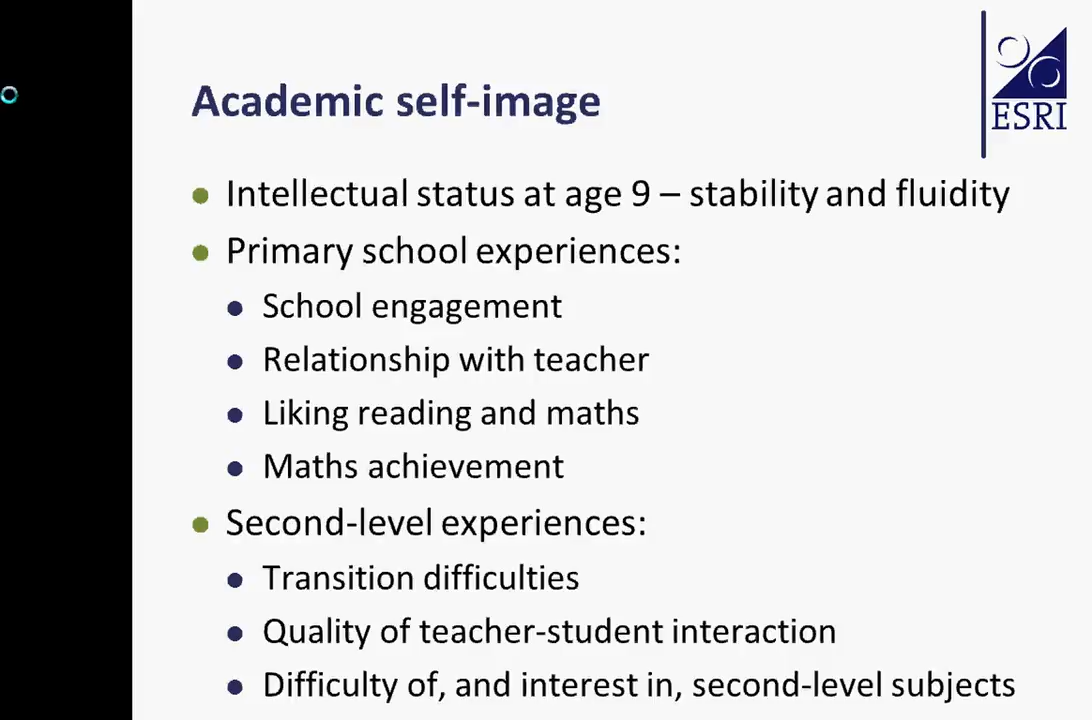 ESRI
Academic self-image
Intellectual status at age 9 – stability and fluidity
Primary school experiences:
School engagement
Relationship with teacher
Liking reading and maths
Maths achievement
Second-level experiences:
Transition difficulties
Quality of teacher-student interaction
Difficulty of, and interest in, second-level subjects